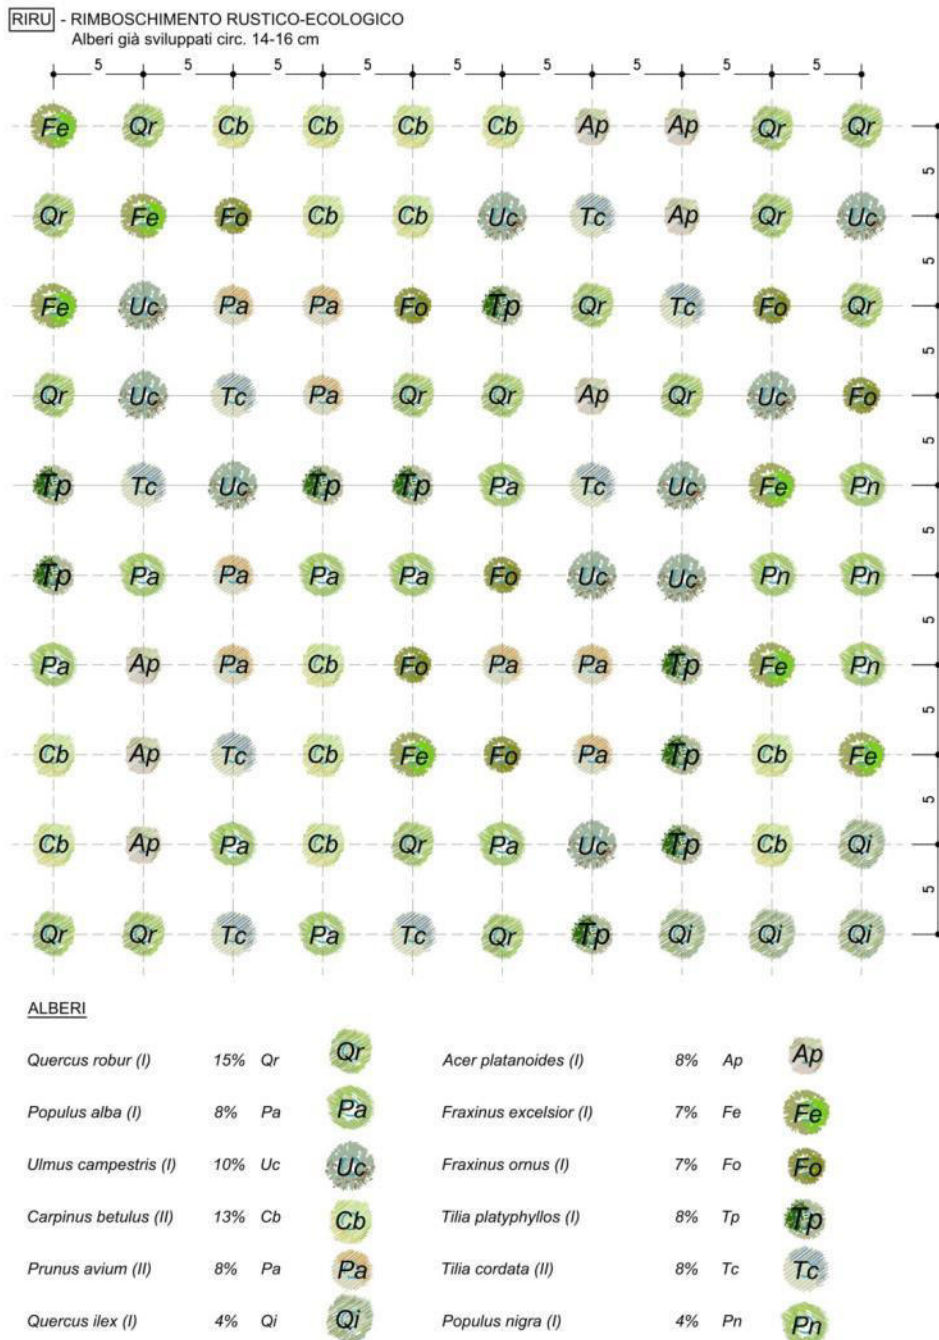 RIRU - RIMBOSCHIMENTO RUSTICO-ECOLOGICO
Alberi già sviluppati circ. 14-16 cm
5 5 5 5 5 5 5 5 5
Fe Qr Cb Cb Cb Cb Ap Ap Qr Qr
5
Qr Fe Fo Cb Cb Uc Tc Ap Qr Uc
5
Fe Uc Pa Pa Fo Tp Qr Tc Fo Qr
5
Qr Uc Tc Pa Qr Qr Ap Qr Uc Fo
5
Tp Tc Uc Tp Tp Pa Tc Uc Fe Pn
5
Tp Pa Pa Pa Pa Fo Uc Uc Pn Pn
5
Pa Ap Pa Cb Fo Pa Pa Tp Fe Pn
5
Cb Ap Tc Cb Fe Fo Pa Tp Cb Fe
5
Cb Ap Pa Cb Qr Pa Uc Tp Cb Qi
5
Qr Qr Tc Pa Tc Qr Tp Qi Qi Qi
ALBERI
Quercus robur (I) 15% Qr Qr Acer platanoides (I) 8% Ap Ap
Populus alba (I) 8% Pa Pa Fraxinus excelsior (I) 7% Fe Fe
Ulmus campestris (I) 10% Uc Uc Fraxinus ornus (I) 7% Fo Fo
Carpinus betulus (II) 13% Cb Cb Tilia platyphyllos (I) 8% Tp Tp
Prunus avium (II) 8% Pa Pa Tilia cordata (II) 8% Tc Tc
Quercus ilex (I) 4% Qi Qi Populus nigra (I) 4% Pn Pn